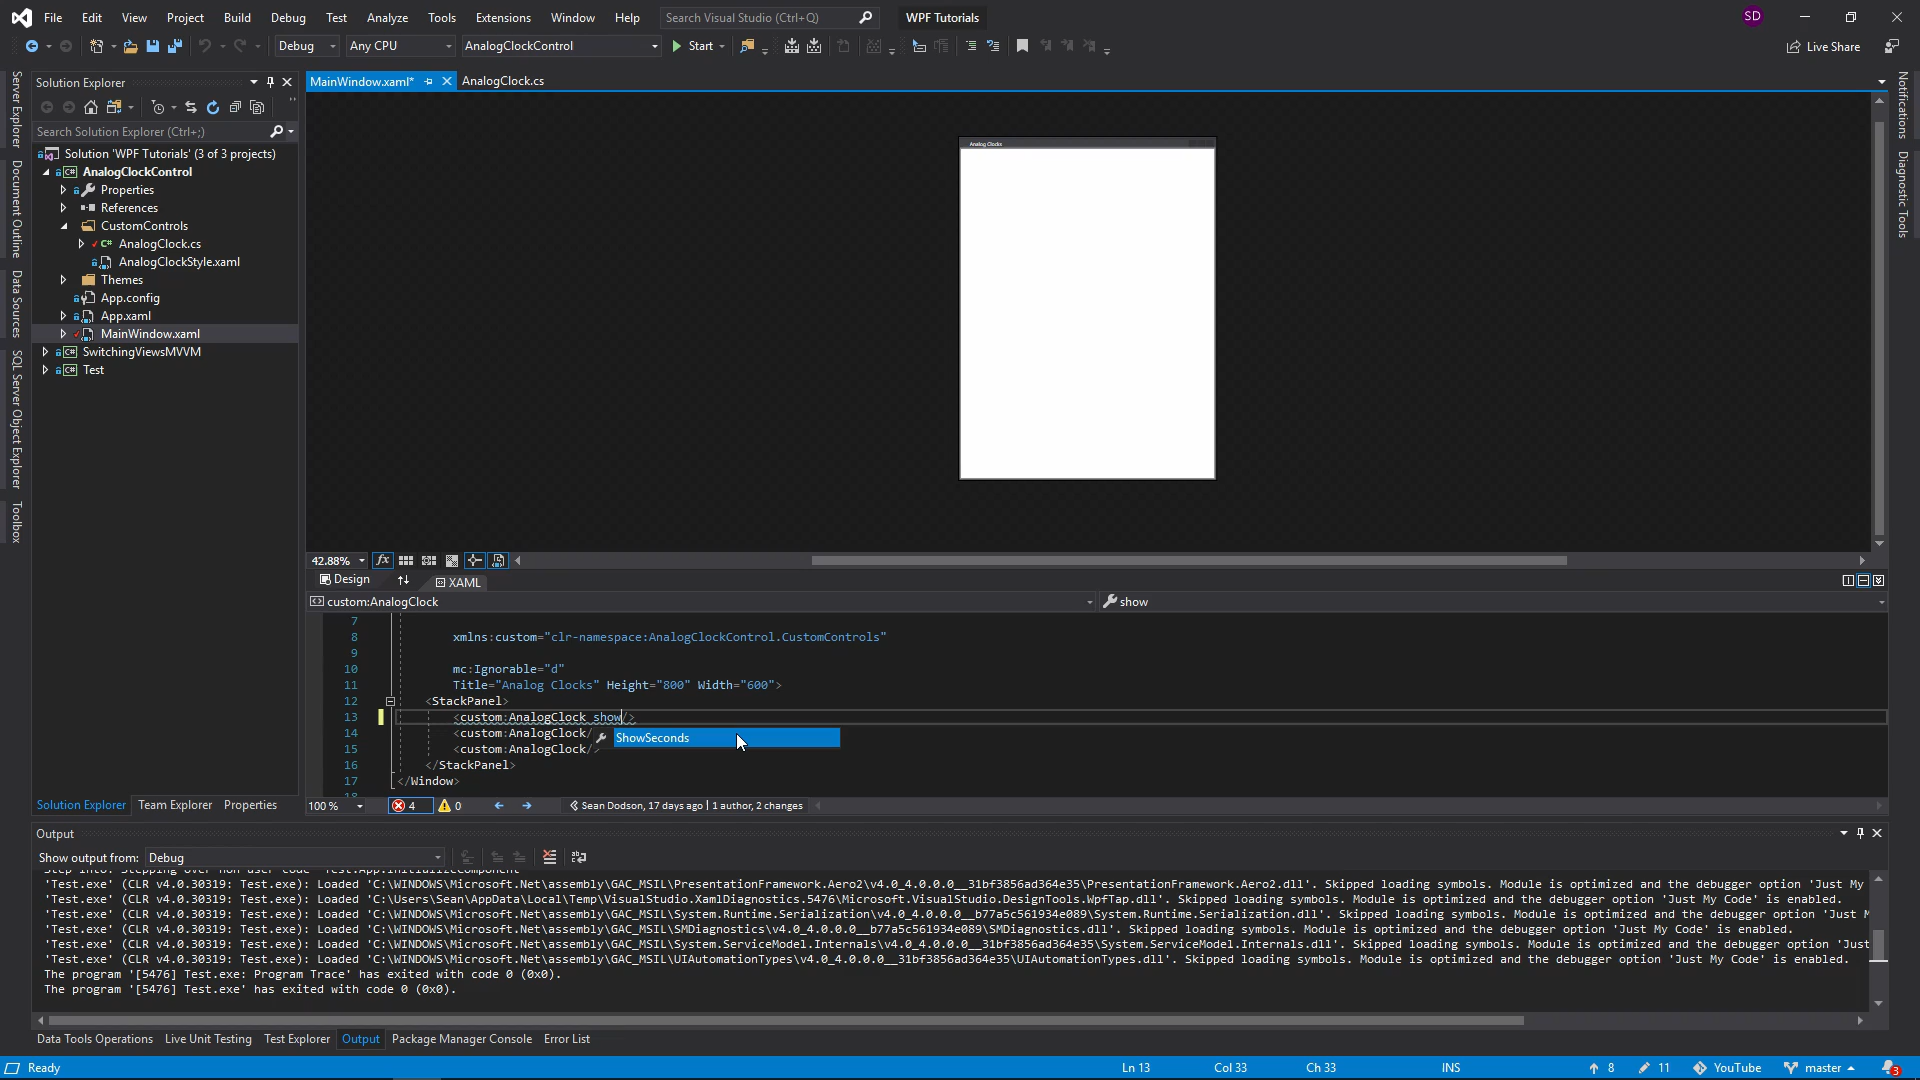 File Edit View Project Build Debug Test Analyze Tools Extensions Window Help Search Visual Studio (Ctrl+Q) WPF Tutorials SD
Debug Any CPU AnalogClockControl Start Live Share
Solution Explorer
MainWindow.xaml* AnalogClock.cs
Search Solution Explorer (Ctrl+;)
Solution 'WPF Tutorials' (3 of 3 projects)
AnalogClockControl
Properties
References
CustomControls
AnalogClock.cs
AnalogClockStyle.xaml
Themes
App.config
App.xaml
MainWindow.xaml
SwitchingViewsMVVM
Test
Server Explorer
Document Outline
Data Sources
SQL Server Object Explorer
Toolbox
Notifications
Diagnostic Tools
Analog Clocks
42.88% fx
Design XAML
custom:AnalogClock show
7
8 xmlns:custom="clr-namespace:AnalogClockControl.CustomControls"
9
10 mc:Ignorable="d"
11 Title="Analog Clocks" Height="800" Width="600">
12 <StackPanel>
13 <custom:AnalogClock show/>
14 <custom:AnalogClock/
ShowSeconds
15 <custom:AnalogClock/>
16 </StackPanel>
17 </Window>
18
Solution Explorer Team Explorer Properties
100 % 4 0 Sean Dodson, 17 days ago | 1 author, 2 changes
Output
Show output from: Debug
'Test.exe' (CLR v4.0.30319: Test.exe): Loaded 'C:\WINDOWS\Microsoft.Net\assembly\GAC_MSIL\PresentationFramework.Aero2\v4.0_4.0.0.0__31bf3856ad364e35\PresentationFramework.Aero2.dll'. Skipped loading symbols. Module is optimized and the debugger option 'Just My
'Test.exe' (CLR v4.0.30319: Test.exe): Loaded 'C:\Users\Sean\AppData\Local\Temp\VisualStudio.XamlDiagnostics.5476\Microsoft.VisualStudio.DesignTools.WpfTap.dll'. Skipped loading symbols. Module is optimized and the debugger option 'Just My Code' is enabled.
'Test.exe' (CLR v4.0.30319: Test.exe): Loaded 'C:\WINDOWS\Microsoft.Net\assembly\GAC_MSIL\System.Runtime.Serialization\v4.0_4.0.0.0__b77a5c561934e089\System.Runtime.Serialization.dll'. Skipped loading symbols. Module is optimized and the debugger option 'Just M
'Test.exe' (CLR v4.0.30319: Test.exe): Loaded 'C:\WINDOWS\Microsoft.Net\assembly\GAC_MSIL\SMDiagnostics\v4.0_4.0.0.0__b77a5c561934e089\SMDiagnostics.dll'. Skipped loading symbols. Module is optimized and the debugger option 'Just My Code' is enabled.
'Test.exe' (CLR v4.0.30319: Test.exe): Loaded 'C:\WINDOWS\Microsoft.Net\assembly\GAC_MSIL\System.ServiceModel.Internals\v4.0_4.0.0.0__31bf3856ad364e35\System.ServiceModel.Internals.dll'. Skipped loading symbols. Module is optimized and the debugger option 'Just
'Test.exe' (CLR v4.0.30319: Test.exe): Loaded 'C:\WINDOWS\Microsoft.Net\assembly\GAC_MSIL\UIAutomationTypes\v4.0_4.0.0.0__31bf3856ad364e35\UIAutomationTypes.dll'. Skipped loading symbols. Module is optimized and the debugger option 'Just My Code' is enabled.
The program '[5476] Test.exe: Program Trace' has exited with code 0 (0x0).
The program '[5476] Test.exe' has exited with code 0 (0x0).
Data Tools Operations Live Unit Testing Test Explorer Output Package Manager Console Error List
Ready Ln 13 Col 33 Ch 33 INS 8 11 YouTube master 3